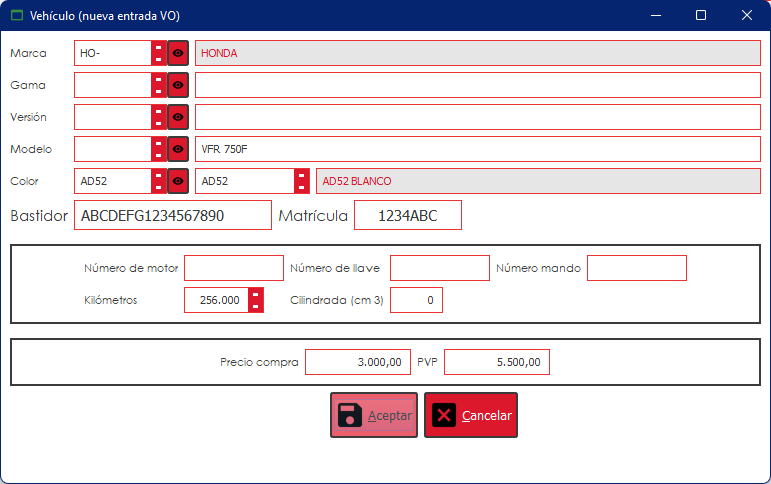 Vehículo (nueva entrada VO)
Marca HO- HONDA
Gama
Versión
Modelo VFR 750F
Color AD52 AD52 AD52 BLANCO
Bastidor ABCDEFG1234567890 Matrícula 1234ABC
Número de motor Número de llave Número mando
Kilómetros 256.000 Cilindrada (cm 3) 0
Precio compra 3.000,00 PVP 5.500,00
Aceptar Cancelar